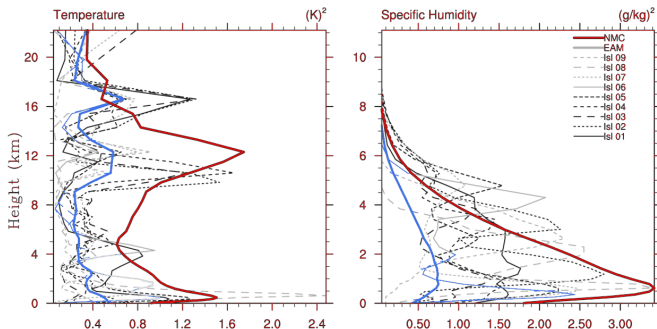 Temperature (K)²
Specific Humidity (g/kg)²
Height (km)
20
16
12
8
4
0
0.4 0.8 1.2 1.6 2.0 2.4
10
8
6
4
2
0
0.50 1.00 1.50 2.00 2.50 3.00
NMC
EAM
Isl 09
Isl 08
Isl 07
Isl 06
Isl 05
Isl 04
Isl 03
Isl 02
Isl 01